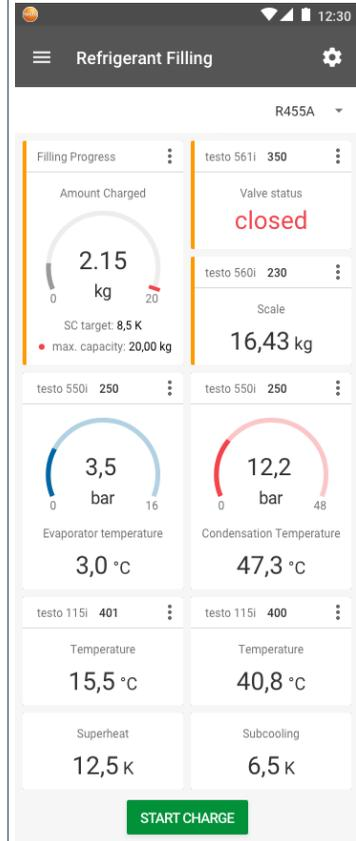 12:30
Refrigerant Filling
R455A
Filling Progress
Amount Charged
2.15
kg
0 20
SC target: 8,5 K
max. capacity: 20,00 kg
testo 561i 350
Valve status
closed
testo 560i 230
Scale
16,43 kg
testo 550i 250
3,5
bar
0 16
Evaporator temperature
3,0 °C
testo 550i 250
12,2
bar
0 48
Condensation Temperature
47,3 °C
testo 115i 401
Temperature
15,5 °C
testo 115i 400
Temperature
40,8 °C
Superheat
12,5 K
Subcooling
6,5 K
START CHARGE